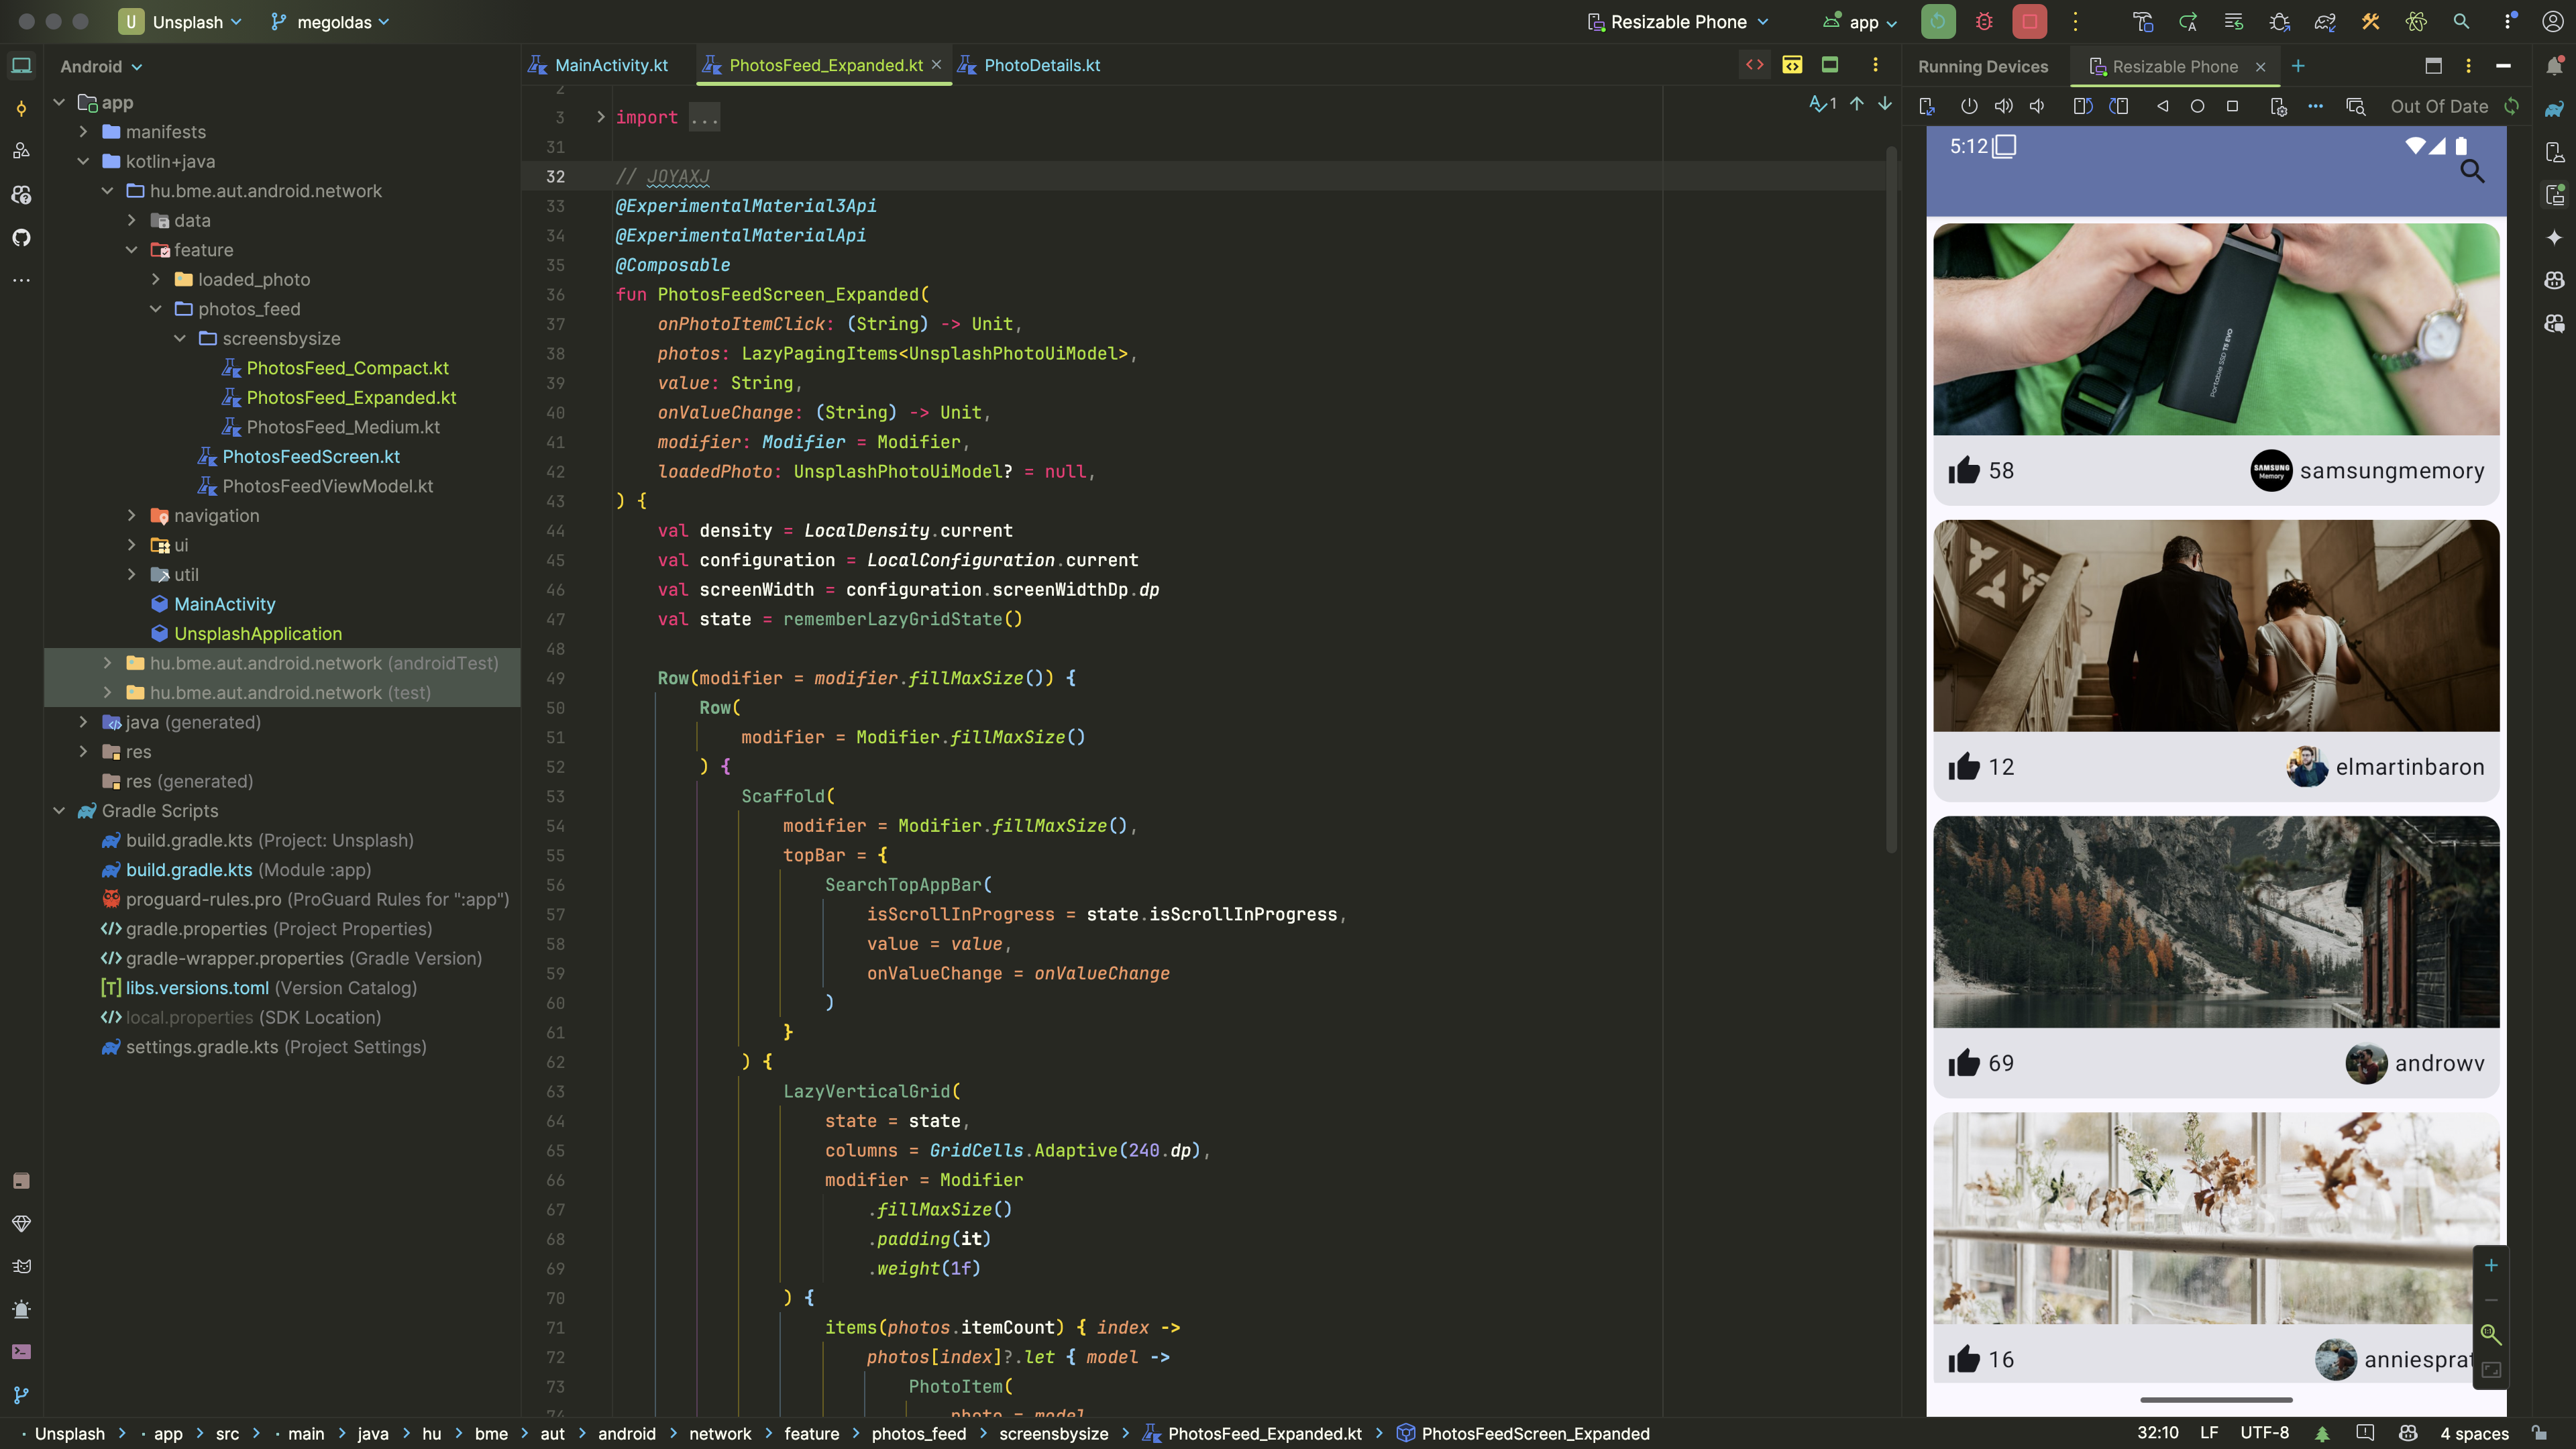 U Unsplash megoldas Resizable Phone app
Android
app
manifests
kotlin+java
hu.bme.aut.android.network
data
feature
loaded_photo
photos_feed
screensbysize
PhotosFeed_Compact.kt
PhotosFeed_Expanded.kt
PhotosFeed_Medium.kt
PhotosFeedScreen.kt
PhotosFeedViewModel.kt
navigation
ui
util
MainActivity
UnsplashApplication
hu.bme.aut.android.network (androidTest)
hu.bme.aut.android.network (test)
java (generated)
res
res (generated)
Gradle Scripts
build.gradle.kts (Project: Unsplash)
build.gradle.kts (Module :app)
proguard-rules.pro (ProGuard Rules for ":app")
gradle.properties (Project Properties)
gradle-wrapper.properties (Gradle Version)
libs.versions.toml (Version Catalog)
local.properties (SDK Location)
settings.gradle.kts (Project Settings)
MainActivity.kt PhotosFeed_Expanded.kt PhotoDetails.kt
1
2
3 import ...
31
32 // JOYAXJ
33 @ExperimentalMaterial3Api
34 @ExperimentalMaterialApi
35 @Composable
36 fun PhotosFeedScreen_Expanded(
37 onPhotoItemClick: (String) -> Unit,
38 photos: LazyPagingItems<UnsplashPhotoUiModel>,
39 value: String,
40 onValueChange: (String) -> Unit,
41 modifier: Modifier = Modifier,
42 loadedPhoto: UnsplashPhotoUiModel? = null,
43 ) {
44 val density = LocalDensity.current
45 val configuration = LocalConfiguration.current
46 val screenWidth = configuration.screenWidthDp.dp
47 val state = rememberLazyGridState()
48
49 Row(modifier = modifier.fillMaxSize()) {
50 Row(
51 modifier = Modifier.fillMaxSize()
52 ) {
53 Scaffold(
54 modifier = Modifier.fillMaxSize(),
55 topBar = {
56 SearchTopAppBar(
57 isScrollInProgress = state.isScrollInProgress,
58 value = value,
59 onValueChange = onValueChange
60 )
61 }
62 ) {
63 LazyVerticalGrid(
64 state = state,
65 columns = GridCells.Adaptive(240.dp),
66 modifier = Modifier
67 .fillMaxSize()
68 .padding(it)
69 .weight(1f)
70 ) {
71 items(photos.itemCount) { index ->
72 photos[index]?.let { model ->
73 PhotoItem(
74 photo = model
Running Devices Resizable Phone
Out Of Date
5:12
Portable SSD T5 EVO
58 SAMSUNG Memory samsungmemory
12 elmartinbaron
69 androwv
16 anniesprat
Unsplash > app > src > main > java > hu > bme > aut > android > network > feature > photos_feed > screensbysize > PhotosFeed_Expanded.kt > PhotosFeedScreen_Expanded
32:10 LF UTF-8 4 spaces